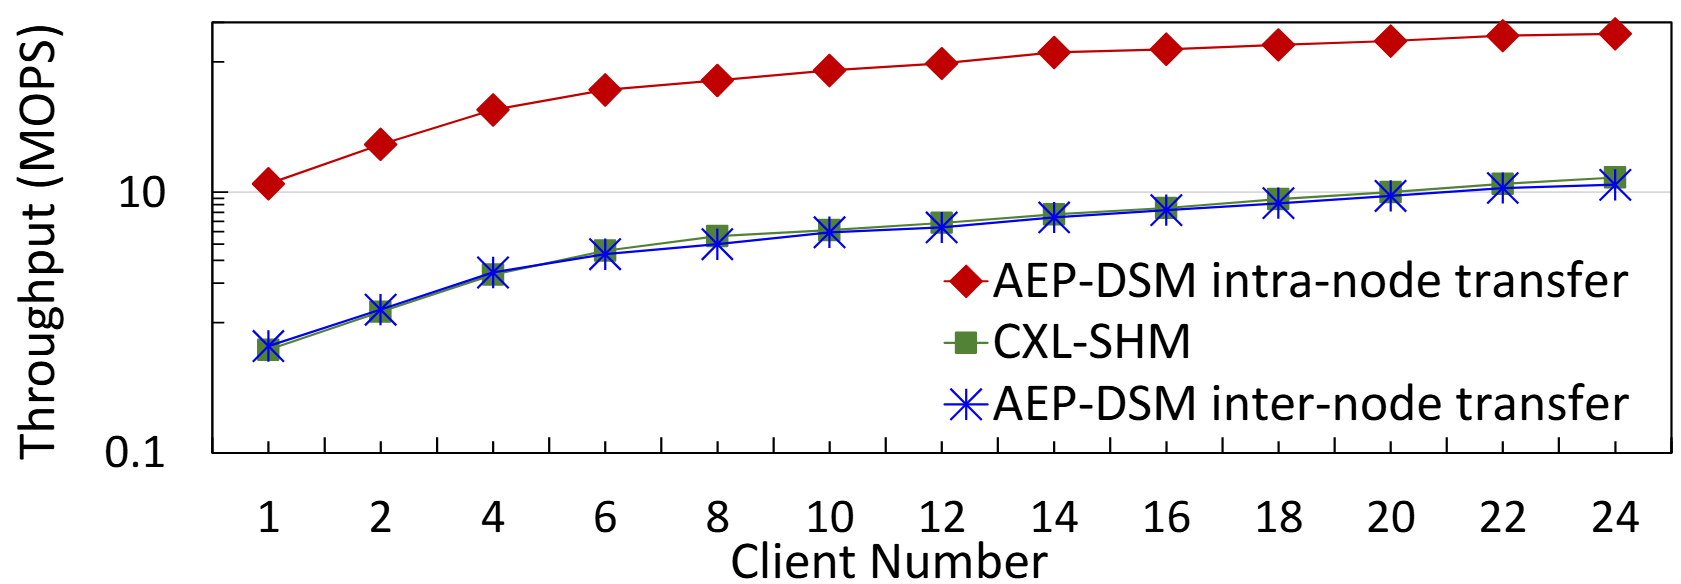 Throughput (MOPS)
10
0.1
AEP-DSM intra-node transfer
CXL-SHM
AEP-DSM inter-node transfer
1 2 4 6 8 10 12 14 16 18 20 22 24
Client Number